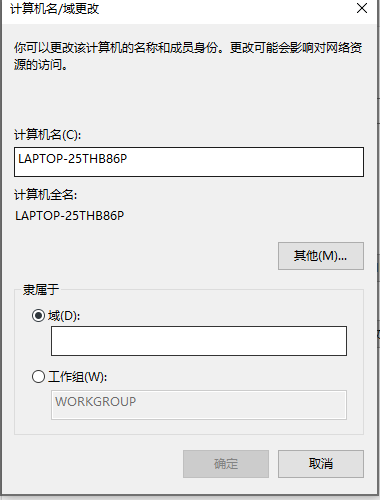 计算机名/域更改
你可以更改该计算机的名称和成员身份。更改可能会影响对网络资
源的访问。
计算机名(C):
LAPTOP-25THB86P
计算机全名:
LAPTOP-25THB86P
其他(M)...
隶属于
域(D):
工作组(W):
WORKGROUP
确定
取消